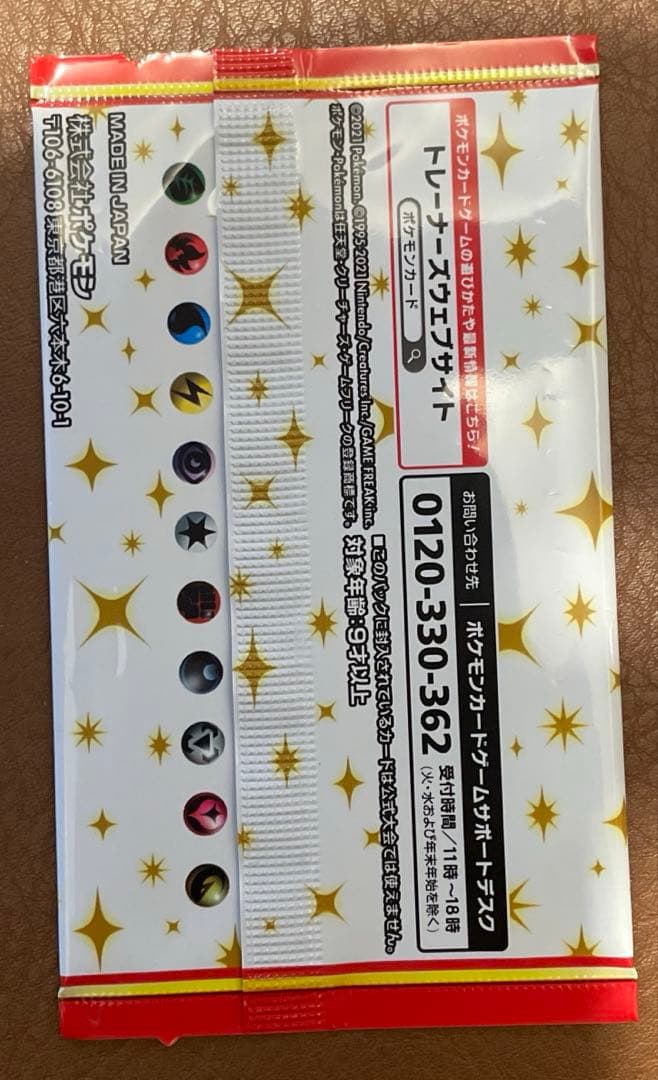 ポケモンカードゲームの遊びかたや最新情報はこちら!
トレーナーズウェブサイト
ポケモンカード
お問い合わせ先 ポケモンカードゲームサポートデスク
0120-330-362 受付時間/11時~18時
(火・水および年末年始を除く)
■このパックに封入されているカードは公式大会では使えません。
対象年齢:9才以上
©2021 Pokémon. ©1995-2021 Nintendo/Creatures Inc./GAME FREAK inc.
ポケモン・Pokémonは任天堂・クリーチャーズ・ゲームフリークの登録商標です。
MADE IN JAPAN
株式会社ポケモン
〒106-6108 東京都港区六本木6-10-1